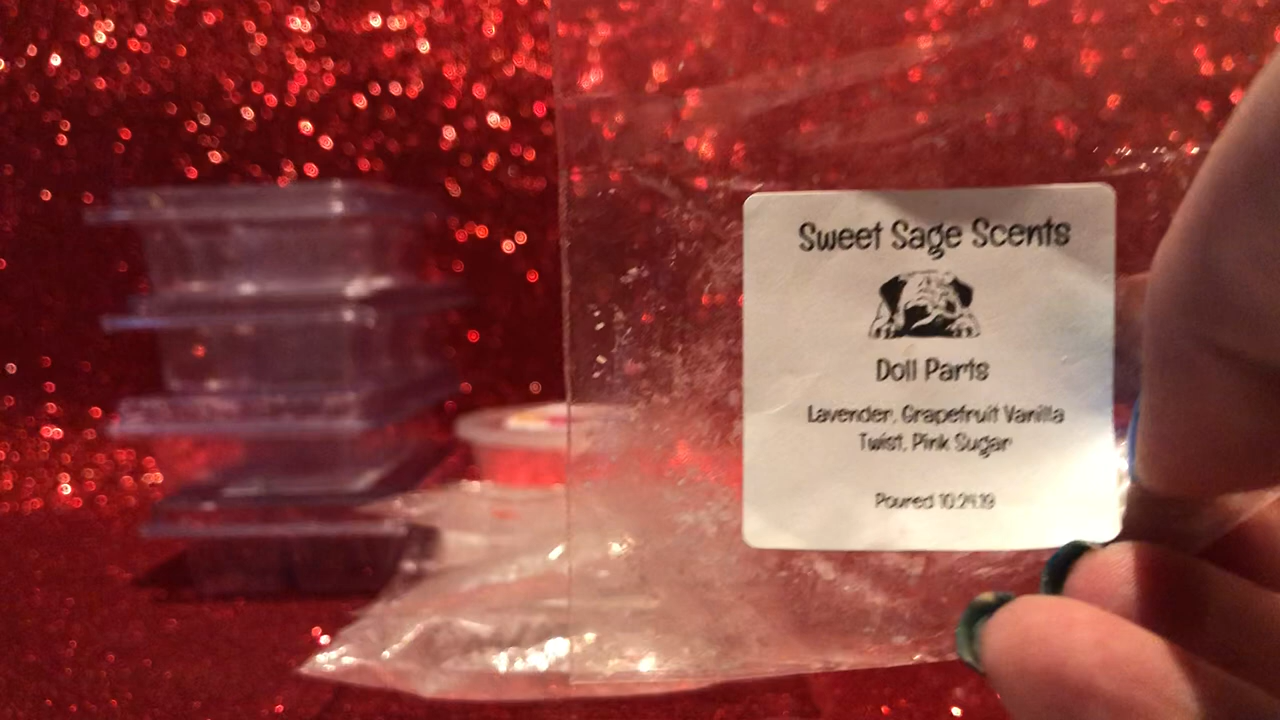 Sweet Sage Scents
Doll Parts
Lavender, Grapefruit Vanilla
Twist, Pink Sugar
Poured 10.24.19